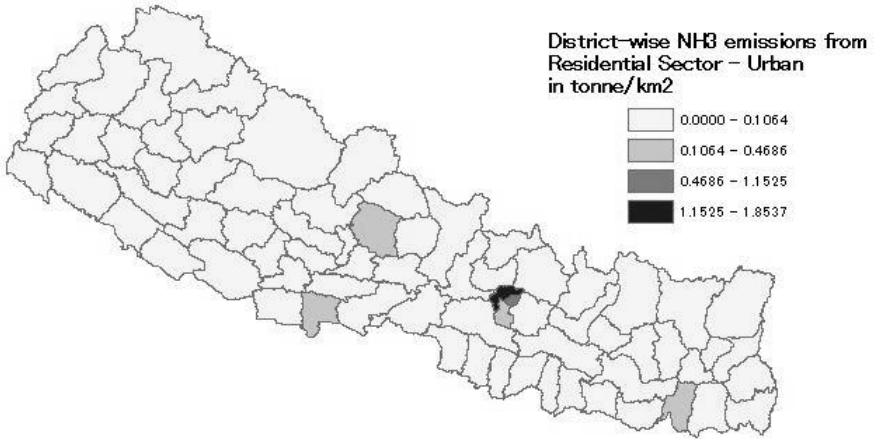 District-wise NH3 emissions from
Residential Sector - Urban
in tonne/km2
0.0000 - 0.1064
0.1064 - 0.4686
0.4686 - 1.1525
1.1525 - 1.8537